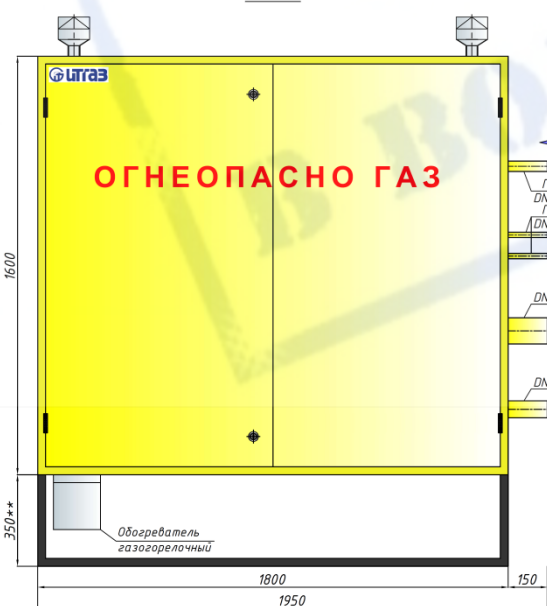 ИТГАЗ
ОГНЕОПАСНО ГАЗ
DN
DN
DN
DN
1600
350**
Обогреватель
газогорелочный
1800
150
1950